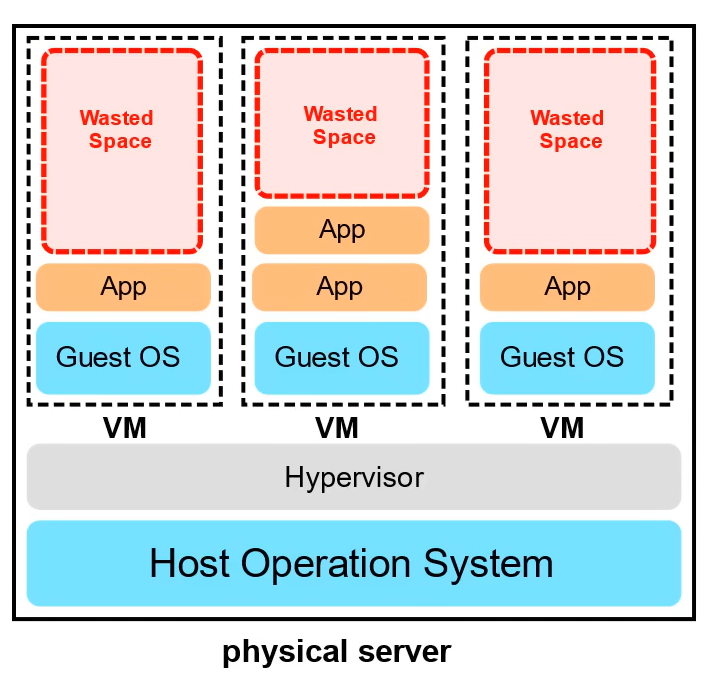 Wasted
Space
Wasted
Space
Wasted
Space
App
App
App
App
Guest OS
Guest OS
Guest OS
VM
VM
VM
Hypervisor
Host Operation System
physical server